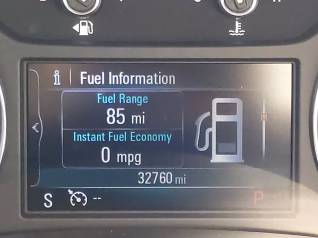 i Fuel Information
Fuel Range
85 mi
Instant Fuel Economy
0 mpg
32760 mi
S -- P